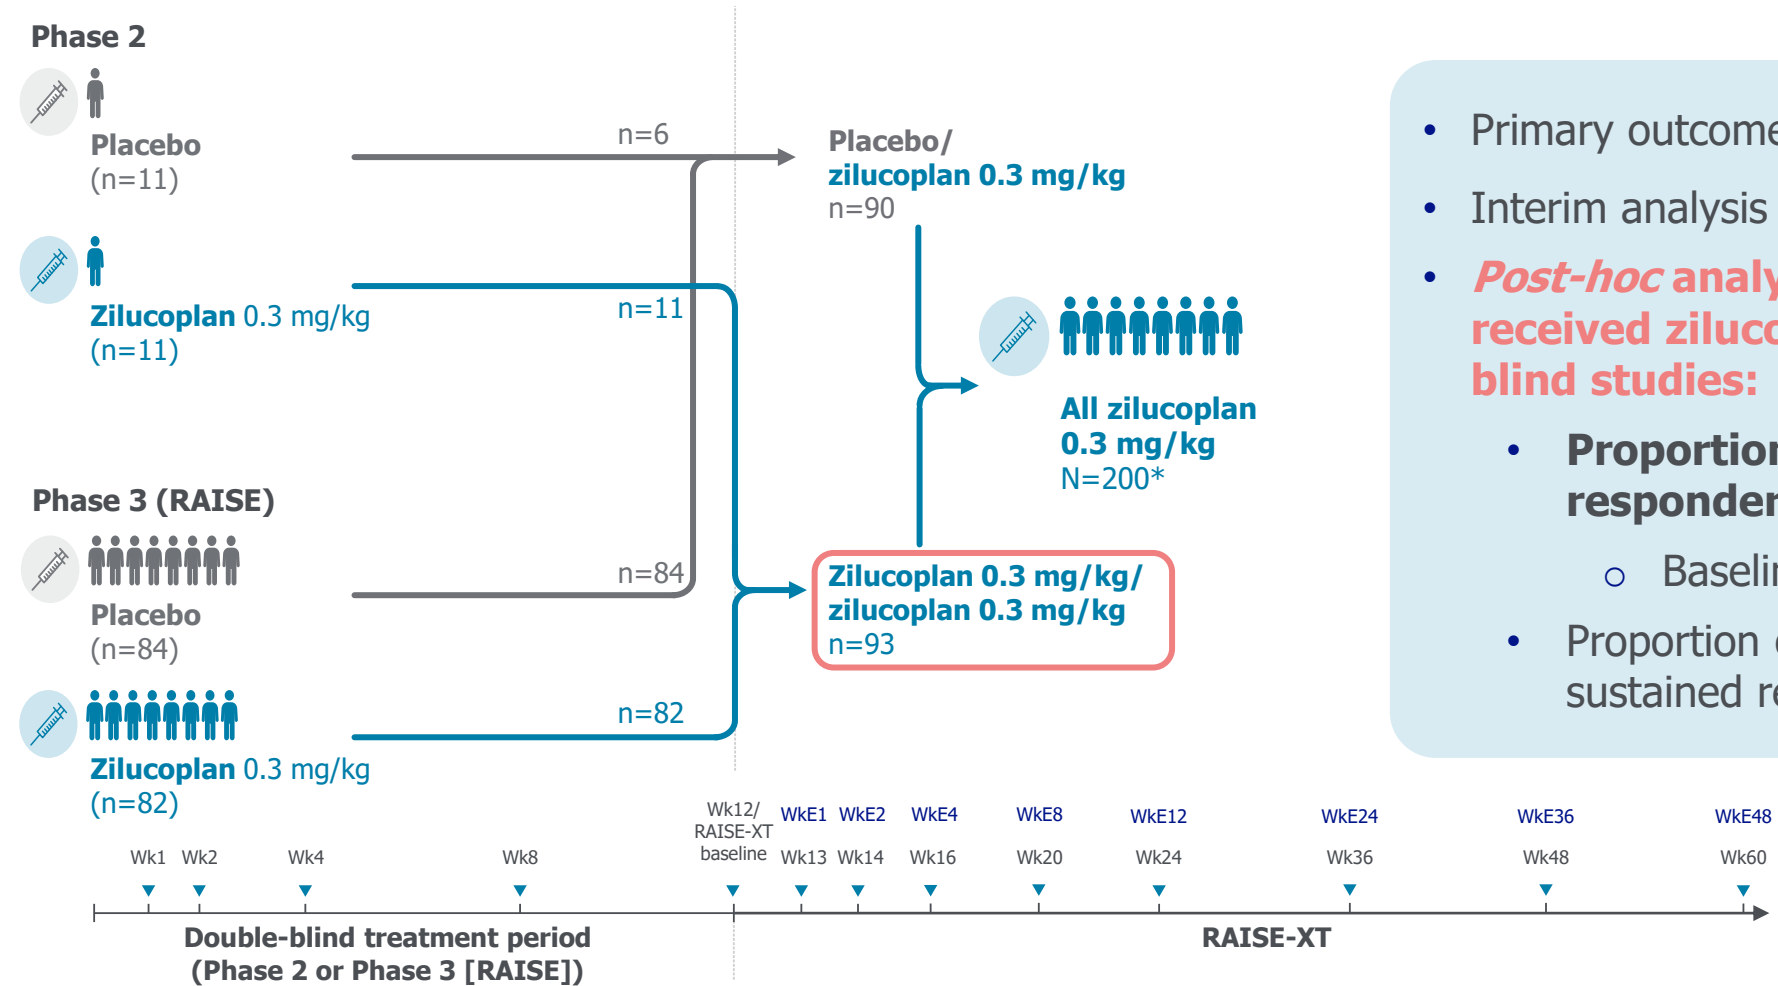 Phase 2
Placebo
(n=11)
n=6
Zilucoplan 0.3 mg/kg
(n=11)
n=11
Phase 3 (RAISE)
Placebo
(n=84)
n=84
Zilucoplan 0.3 mg/kg
(n=82)
n=82
Placebo/
zilucoplan 0.3 mg/kg
n=90
All zilucoplan
0.3 mg/kg
N=200*
Zilucoplan 0.3 mg/kg/
zilucoplan 0.3 mg/kg
n=93
• Primary outcome
• Interim analysis
• Post-hoc analy
received ziluco
blind studies:
• Proportion
responder
o Baselin
• Proportion
sustained re
Wk12/
RAISE-XT
baseline
WkE1 WkE2 WkE4 WkE8 WkE12 WkE24 WkE36 WkE48
Wk1 Wk2 Wk4 Wk8 Wk13 Wk14 Wk16 Wk20 Wk24 Wk36 Wk48 Wk60
Double-blind treatment period
(Phase 2 or Phase 3 [RAISE])
RAISE-XT